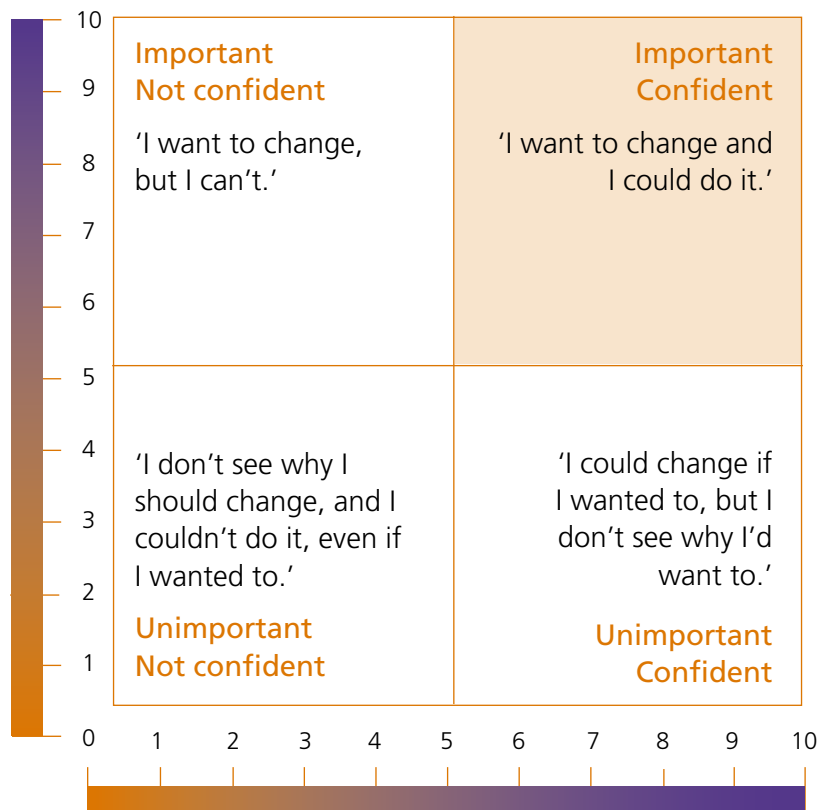 10
9
8
7
6
5
4
3
2
1
0
Important
Not confident
‘I want to change,
but I can't.’
Important
Confident
‘I want to change and
I could do it.’
‘I don’t see why I
should change, and I
couldn’t do it, even if
I wanted to.’
Unimportant
Not confident
‘I could change if
I wanted to, but I
don’t see why I’d
want to.’
Unimportant
Confident
1 2 3 4 5 6 7 8 9 10